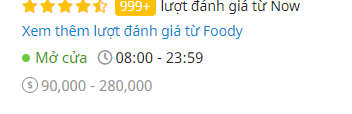 999+ lượt đánh giá từ Now
Xem thêm lượt đánh giá từ Foody
Mở cửa 08:00 - 23:59
$ 90,000 - 280,000